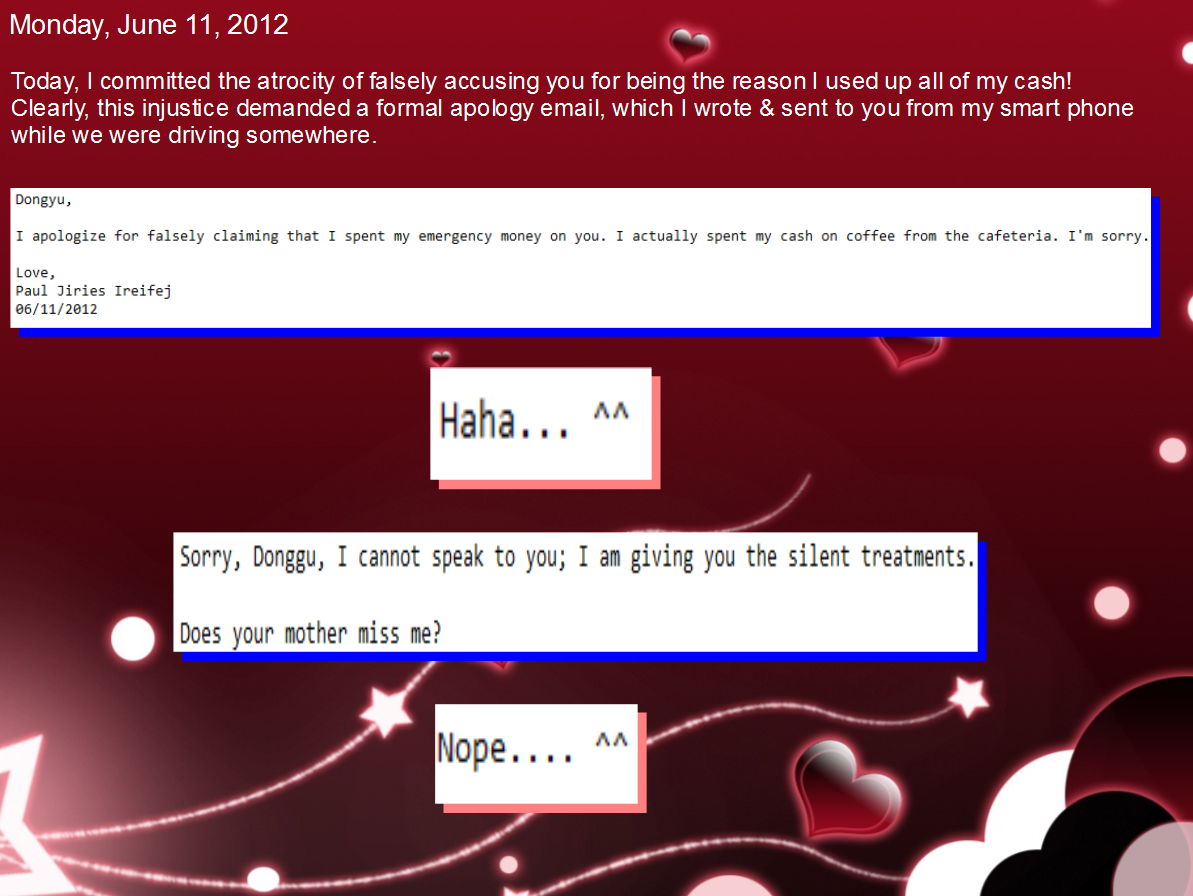 Monday, June 11, 2012
Today, I committed the atrocity of falsely accusing you for being the reason I used up all of my cash!
Clearly, this injustice demanded a formal apology email, which I wrote & sent to you from my smart phone
while we were driving somewhere.
Dongyu,
I apologize for falsely claiming that I spent my emergency money on you. I actually spent my cash on coffee from the cafeteria. I'm sorry.
Love,
Paul Jiries Ireifej
06/11/2012
Haha... ^^
Sorry, Donggu, I cannot speak to you; I am giving you the silent treatments.
Does your mother miss me?
Nope.... ^^